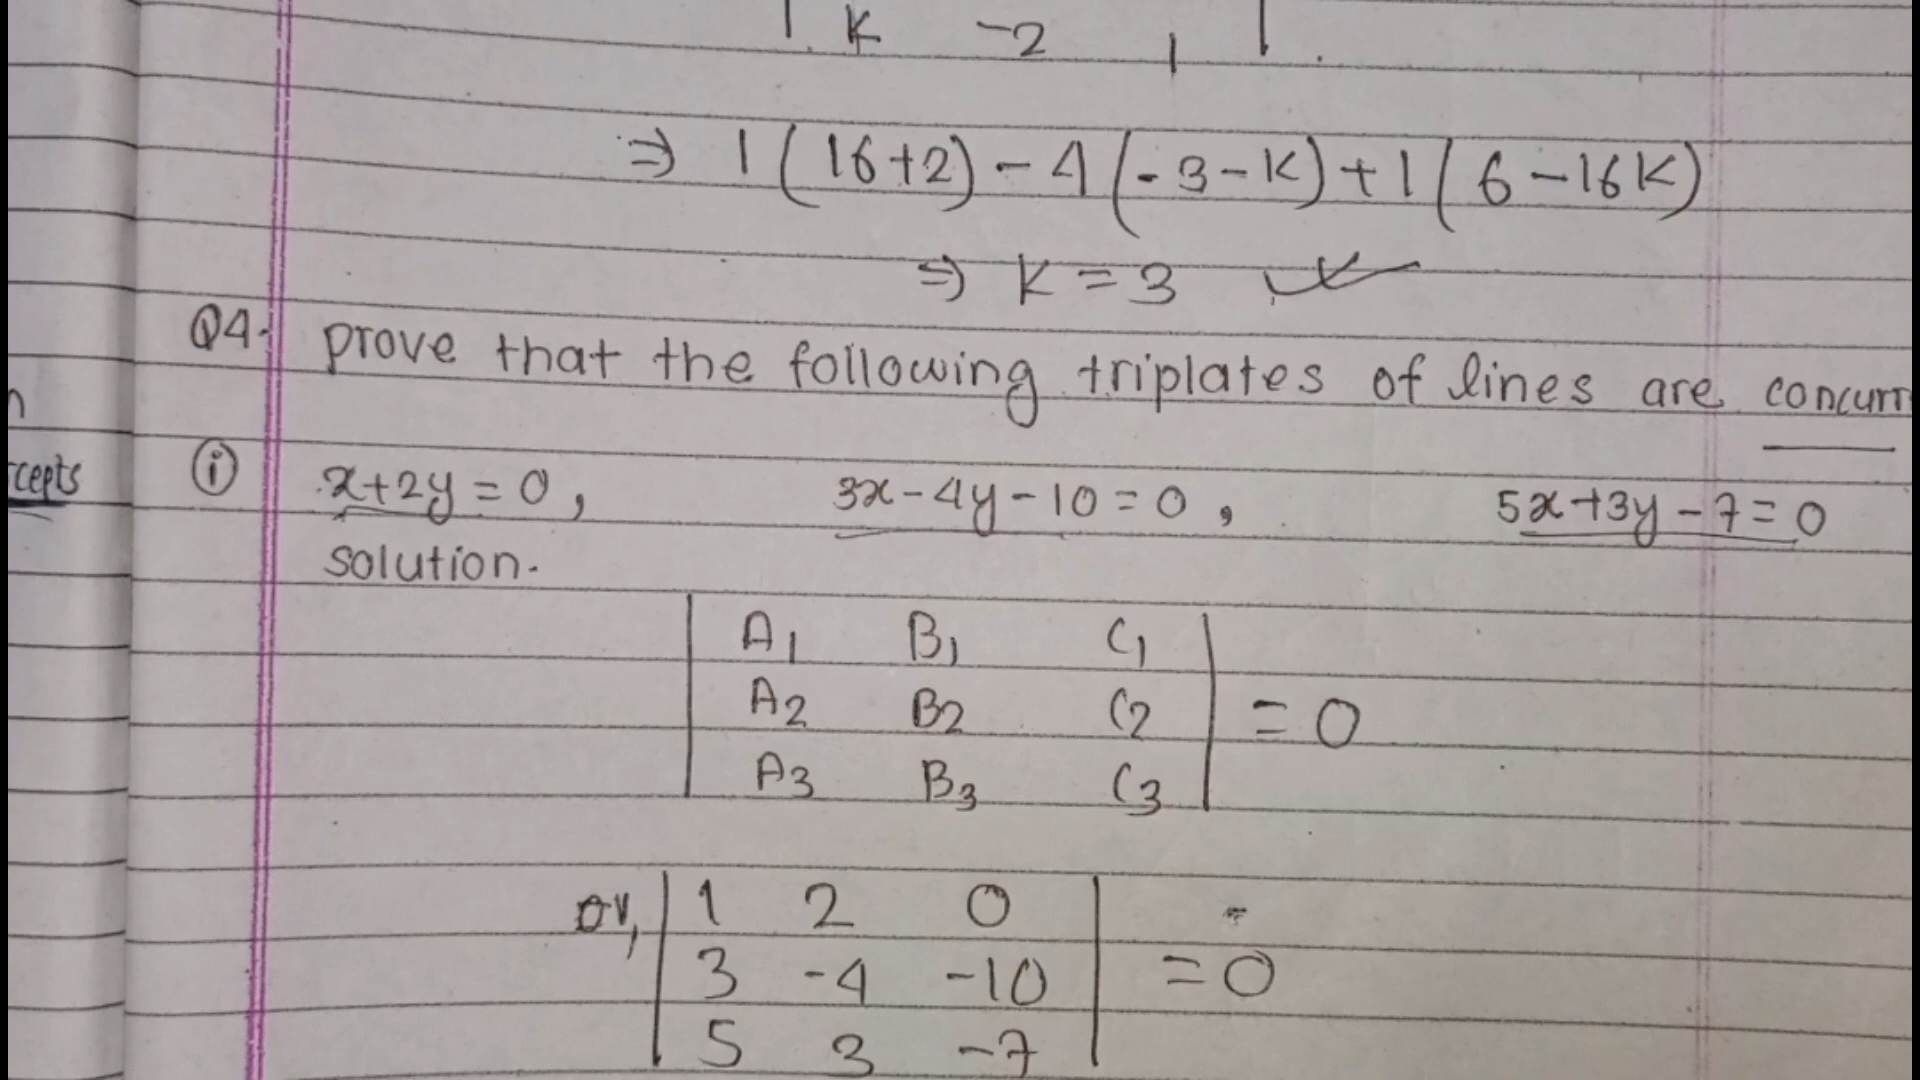 | K -2 1 |
⇒ 1(16+2) - 4(-3-K) + 1(6-16K)
⇒ K = 3 ✓
Q4. prove that the following triplates of lines are concurr
cepts
(i) x+2y = 0, 3x-4y-10 = 0, 5x+3y-7 = 0
solution.
| A1 B1 C1 |
| A2 B2 C2 | = 0
| A3 B3 C3 |
or, | 1 2 0 |
| 3 -4 -10 | = 0
| 5 3 -7 |